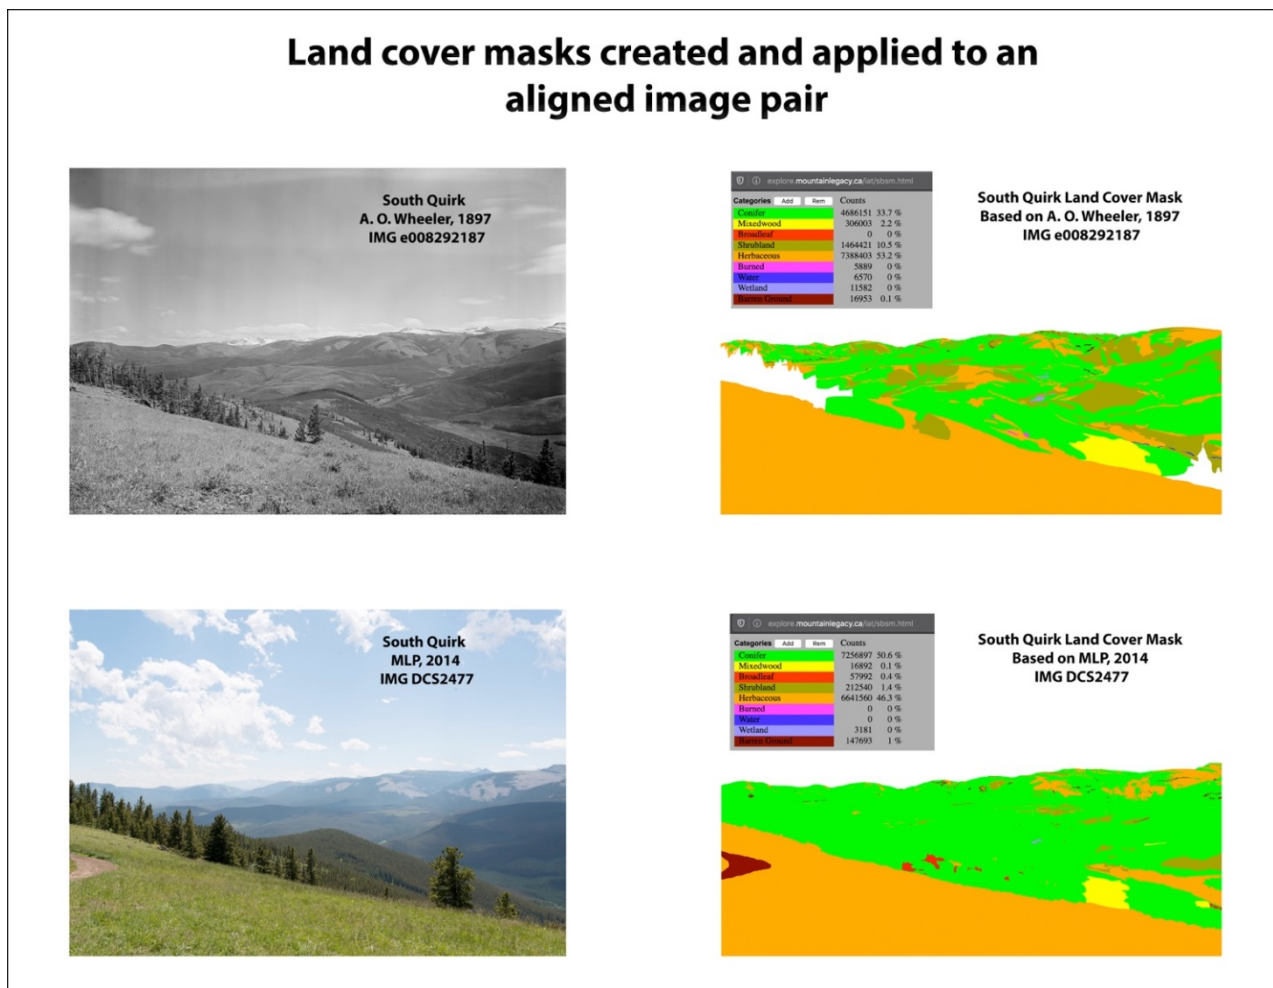 Land cover masks created and applied to an
aligned image pair
South Quirk
A. O. Wheeler, 1897
IMG e008292187
explore.mountainlegacy.ca/iat/sbsm.html
Categories Add Rem Counts
Conifer 4686151 33.7 %
Mixedwood 306003 2.2 %
Broadleaf 0 0 %
Shrubland 1464421 10.5 %
Herbaceous 7388403 53.2 %
Burned 5889 0 %
Water 6570 0 %
Wetland 11582 0 %
Barren Ground 16953 0.1 %
South Quirk Land Cover Mask
Based on A. O. Wheeler, 1897
IMG e008292187
South Quirk
MLP, 2014
IMG DCS2477
explore.mountainlegacy.ca/iat/sbsm.html
Categories Add Rem Counts
Conifer 7256897 50.6 %
Mixedwood 16892 0.1 %
Broadleaf 57992 0.4 %
Shrubland 212540 1.4 %
Herbaceous 6641560 46.3 %
Burned 0 0 %
Water 0 0 %
Wetland 3181 0 %
Barren Ground 147693 1 %
South Quirk Land Cover Mask
Based on MLP, 2014
IMG DCS2477